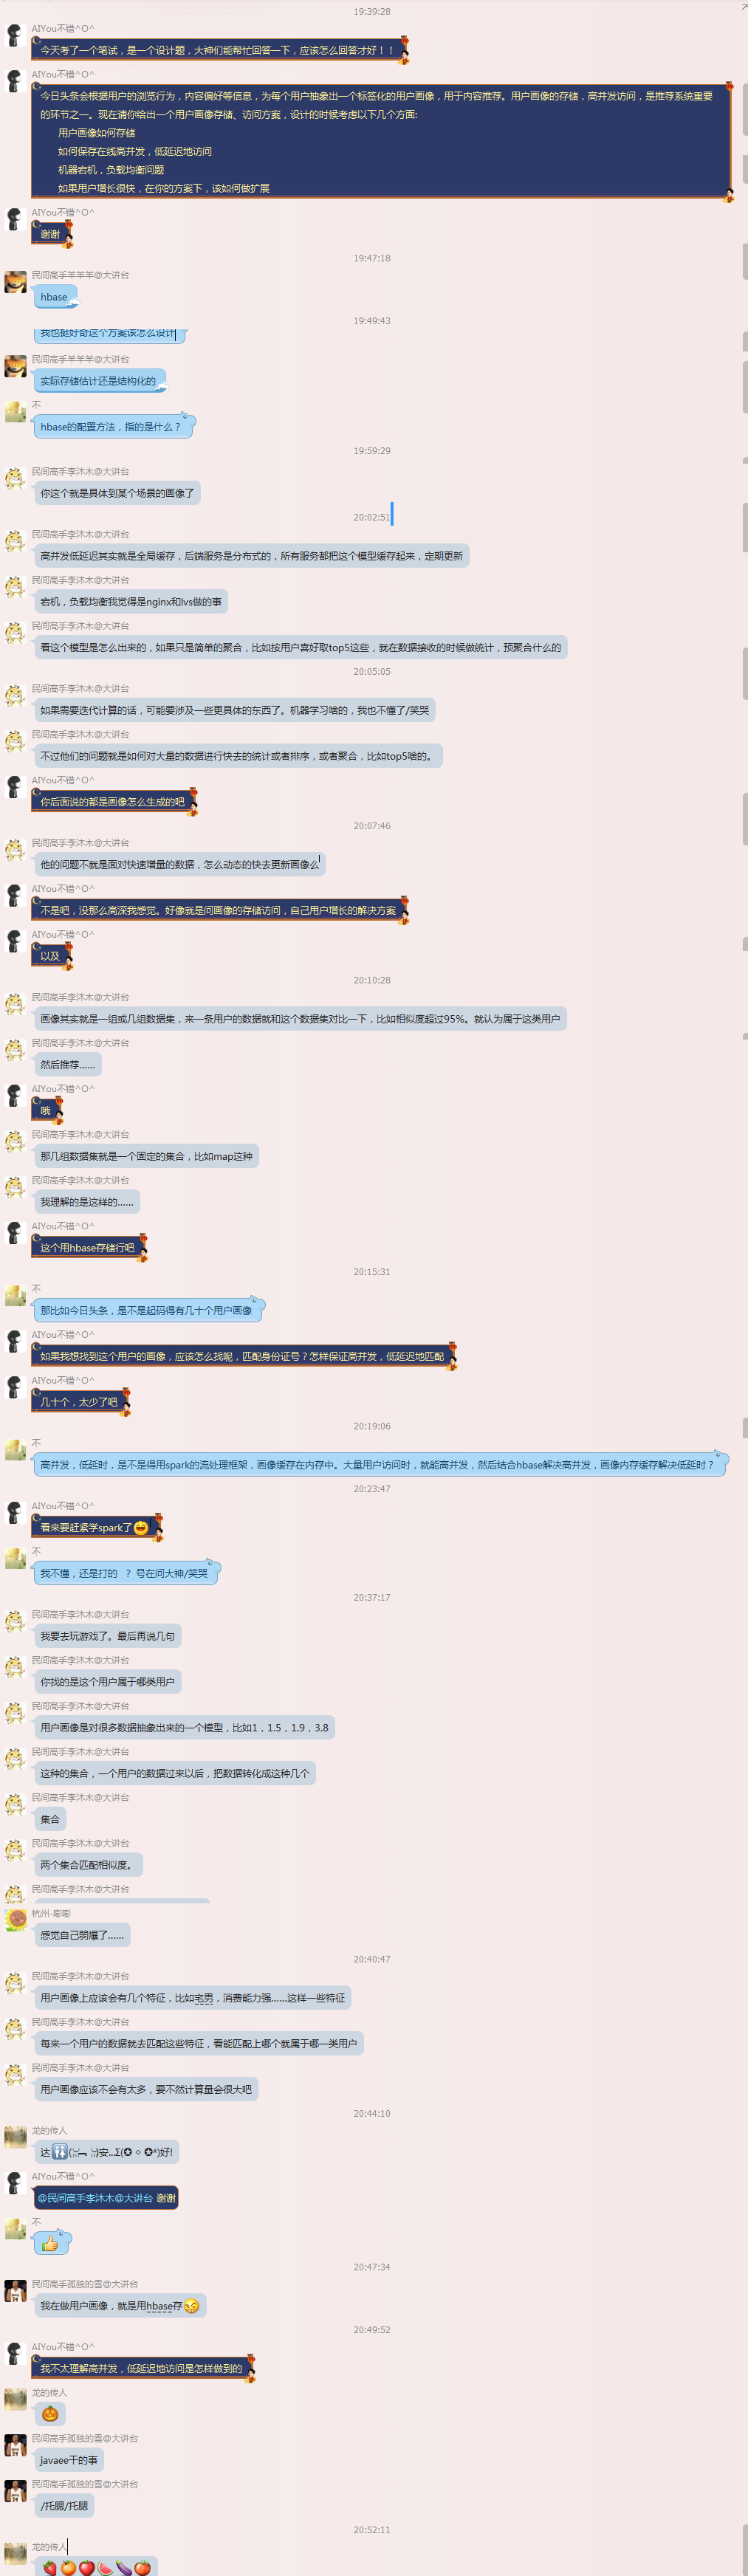 19:39:28
AIYou不错^O^
今天考了一个笔试，是一个设计题，大神们能帮忙回答一下，应该怎么回答才好！！
AIYou不错^O^
今日头条会根据用户的浏览行为，内容偏好等信息，为每个用户抽象出一个标签化的用户画像，用于内容推荐。用户画像的存储，高并发访问，是推荐系统重要
的环节之一。现在请你给出一个用户画像存储、访问方案，设计的时候考虑以下几个方面:
用户画像如何存储
如何保存在线高并发，低延迟地访问
机器宕机，负载均衡问题
如果用户增长很快，在你的方案下，该如何做扩展
AIYou不错^O^
谢谢
19:47:18
民间高手羊羊羊@大讲台
hbase
19:49:43
我也挺好奇这个方案该怎么设计
民间高手羊羊羊@大讲台
实际存储估计还是结构化的
不
hbase的配置方法，指的是什么？
19:59:29
民间高手李沐木@大讲台
你这个就是具体到某个场景的画像了
20:02:51
民间高手李沐木@大讲台
高并发低延迟其实就是全局缓存，后端服务是分布式的，所有服务都把这个模型缓存起来，定期更新
民间高手李沐木@大讲台
宕机，负载均衡我觉得是nginx和lvs做的事
民间高手李沐木@大讲台
看这个模型是怎么出来的，如果只是简单的聚合，比如按用户喜好取top5这些，就在数据接收的时候做统计，预聚合什么的
20:05:05
民间高手李沐木@大讲台
如果需要迭代计算的话，可能要涉及一些更具体的东西了。机器学习啥的，我也不懂了/笑哭
民间高手李沐木@大讲台
不过他们的问题就是如何对大量的数据进行快去的统计或者排序，或者聚合，比如top5啥的。
AIYou不错^O^
你后面说的都是画像怎么生成的吧
20:07:46
民间高手李沐木@大讲台
他的问题不就是面对快速增量的数据，怎么动态的快去更新画像么
AIYou不错^O^
不是吧，没那么高深我感觉。好像就是问画像的存储访问，自己用户增长的解决方案
AIYou不错^O^
以及
20:10:28
民间高手李沐木@大讲台
画像其实就是一组或几组数据集，来一条用户的数据就和这个数据集对比一下，比如相似度超过95%。就认为属于这类用户
民间高手李沐木@大讲台
然后推荐……
AIYou不错^O^
哦
民间高手李沐木@大讲台
那几组数据集就是一个固定的集合，比如map这种
民间高手李沐木@大讲台
我理解的是这样的……
AIYou不错^O^
这个用hbase存储行吧
20:15:31
不
那比如今日头条，是不是起码得有几十个用户画像
AIYou不错^O^
如果我想找到这个用户的画像，应该怎么找呢，匹配身份证号？怎样保证高并发，低延迟地匹配
AIYou不错^O^
几十个，太少了吧
20:19:06
不
高并发，低延时，是不是得用spark的流处理框架，画像缓存在内存中。大量用户访问时，就能高并发，然后结合hbase解决高并发，画像内存缓存解决低延时？
20:23:47
AIYou不错^O^
看来要赶紧学spark了
不
我不懂，还是打的 ？ 号在问大神/笑哭
20:37:17
民间高手李沐木@大讲台
我要去玩游戏了。最后再说几句
民间高手李沐木@大讲台
你找的是这个用户属于哪类用户
民间高手李沐木@大讲台
用户画像是对很多数据抽象出来的一个模型，比如1，1.5，1.9，3.8
民间高手李沐木@大讲台
这种的集合，一个用户的数据过来以后，把数据转化成这种几个
民间高手李沐木@大讲台
集合
民间高手李沐木@大讲台
两个集合匹配相似度。
民间高手李沐木@大讲台
杭州-嘭嘭
感觉自己弱爆了……
20:40:47
民间高手李沐木@大讲台
用户画像上应该会有几个特征，比如宅男，消费能力强……这样一些特征
民间高手李沐木@大讲台
每来一个用户的数据就去匹配这些特征，看能匹配上哪个就属于哪一类用户
民间高手李沐木@大讲台
用户画像应该不会有太多，要不然计算量会很大吧
20:44:10
龙的传人
AIYou不错^O^
@民间高手李沐木@大讲台 谢谢
不
20:47:34
民间高手孤独的雪@大讲台
我在做用户画像，就是用hbase存
20:49:52
AIYou不错^O^
我不太理解高并发，低延迟地访问是怎样做到的
龙的传人
民间高手孤独的雪@大讲台
javaee干的事
民间高手孤独的雪@大讲台
/托腮/托腮
20:52:11
龙的传人